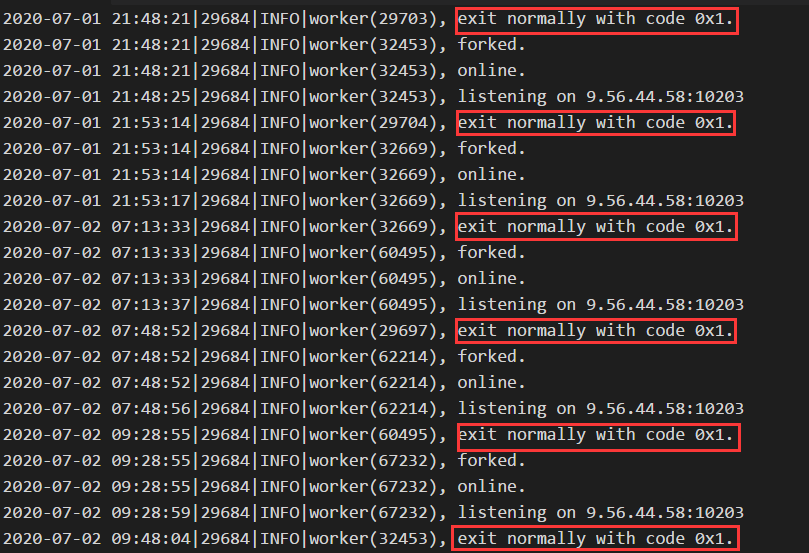 2020-07-01 21:48:21|29684|INFO|worker(29703), exit normally with code 0x1.
2020-07-01 21:48:21|29684|INFO|worker(32453), forked.
2020-07-01 21:48:21|29684|INFO|worker(32453), online.
2020-07-01 21:48:25|29684|INFO|worker(32453), listening on 9.56.44.58:10203
2020-07-01 21:53:14|29684|INFO|worker(29704), exit normally with code 0x1.
2020-07-01 21:53:14|29684|INFO|worker(32669), forked.
2020-07-01 21:53:14|29684|INFO|worker(32669), online.
2020-07-01 21:53:17|29684|INFO|worker(32669), listening on 9.56.44.58:10203
2020-07-02 07:13:33|29684|INFO|worker(32669), exit normally with code 0x1.
2020-07-02 07:13:33|29684|INFO|worker(60495), forked.
2020-07-02 07:13:33|29684|INFO|worker(60495), online.
2020-07-02 07:13:37|29684|INFO|worker(60495), listening on 9.56.44.58:10203
2020-07-02 07:48:52|29684|INFO|worker(29697), exit normally with code 0x1.
2020-07-02 07:48:52|29684|INFO|worker(62214), forked.
2020-07-02 07:48:52|29684|INFO|worker(62214), online.
2020-07-02 07:48:56|29684|INFO|worker(62214), listening on 9.56.44.58:10203
2020-07-02 09:28:55|29684|INFO|worker(60495), exit normally with code 0x1.
2020-07-02 09:28:55|29684|INFO|worker(67232), forked.
2020-07-02 09:28:55|29684|INFO|worker(67232), online.
2020-07-02 09:28:59|29684|INFO|worker(67232), listening on 9.56.44.58:10203
2020-07-02 09:48:04|29684|INFO|worker(32453), exit normally with code 0x1.